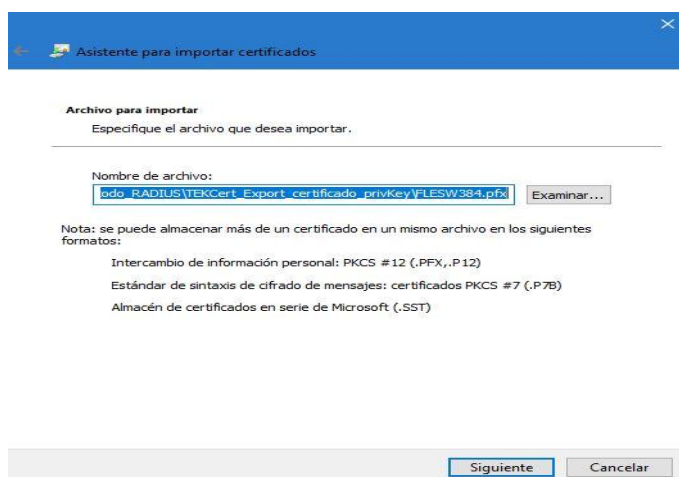 Asistente para importar certificados
Archivo para importar
Especifique el archivo que desea importar.
Nombre de archivo:
odo_RADIUS\TEKCert_Export_certificado_privKey\FLESW384.pfx
Examinar...
Nota: se puede almacenar más de un certificado en un mismo archivo en los siguientes
formatos:
Intercambio de información personal: PKCS #12 (.PFX,.P12)
Estándar de sintaxis de cifrado de mensajes: certificados PKCS #7 (.P7B)
Almacén de certificados en serie de Microsoft (.SST)
Siguiente Cancelar